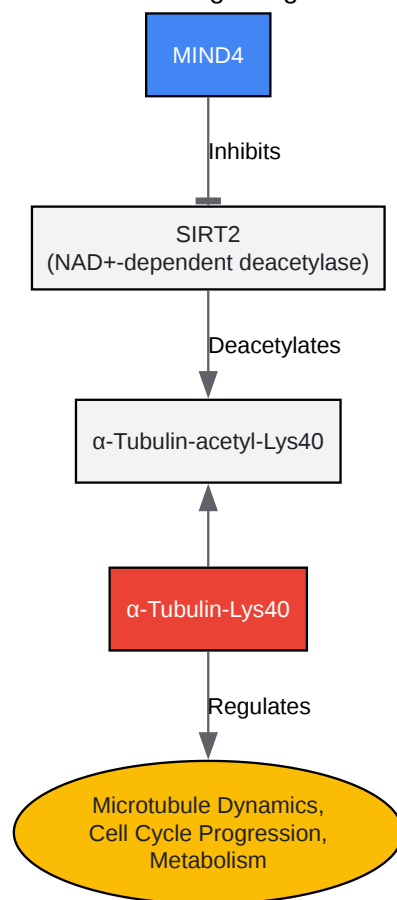 MIND4
Inhibits
SIRT2
(NAD+-dependent deacetylase)
Deacetylates
α-Tubulin-acetyl-Lys40
α-Tubulin-Lys40
Regulates
Microtubule Dynamics,
Cell Cycle Progression,
Metabolism